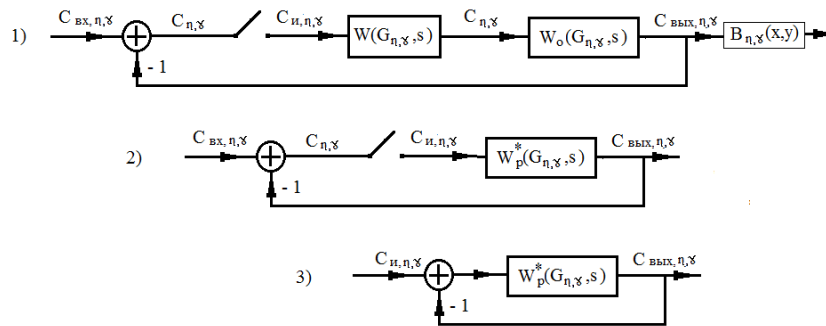 C вх, η,γ C η,γ C и, η,γ C η,γ C вых, η,γ
1) W(G η,γ,s) W o(G η,γ,s) B η,γ(x,y)
- 1
C вх, η,γ C η,γ C и, η,γ C вых, η,γ
2) W*p(G η,γ,s)
- 1
C и, η,γ C вых, η,γ
3) W*p(G η,γ,s)
- 1